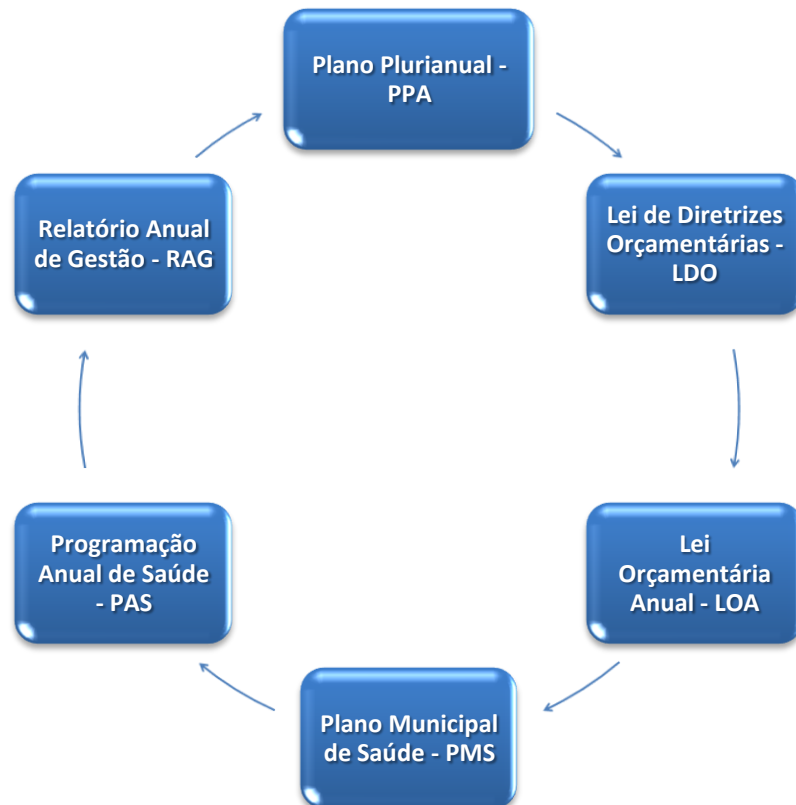 Plano Plurianual -
PPA
Lei de Diretrizes
Orçamentárias -
LDO
Lei
Orçamentária
Anual - LOA
Plano Municipal
de Saúde - PMS
Programação
Anual de Saúde
- PAS
Relatório Anual
de Gestão - RAG